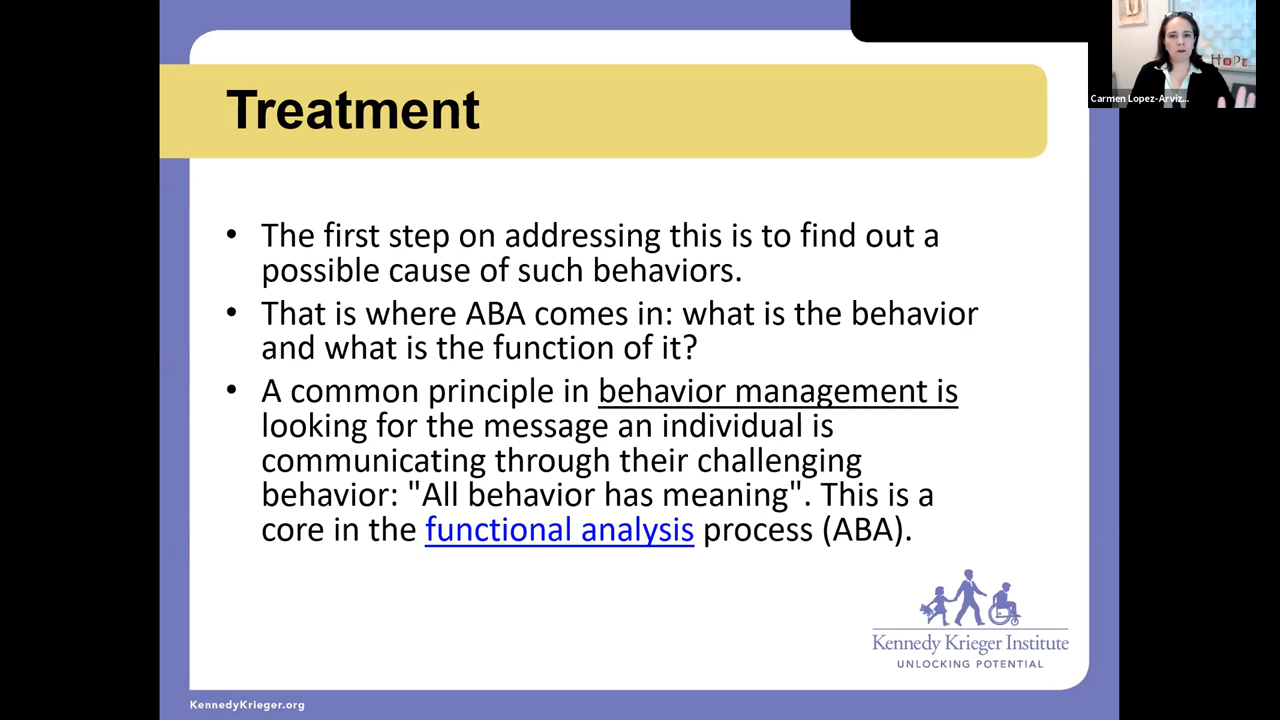 Treatment
• The first step on addressing this is to find out a
possible cause of such behaviors.
• That is where ABA comes in: what is the behavior
and what is the function of it?
• A common principle in behavior management is
looking for the message an individual is
communicating through their challenging
behavior: "All behavior has meaning". This is a
core in the functional analysis process (ABA).
Kennedy Krieger Institute
UNLOCKING POTENTIAL
KennedyKrieger.org
HOPE
Carmen Lopez-Arviz...